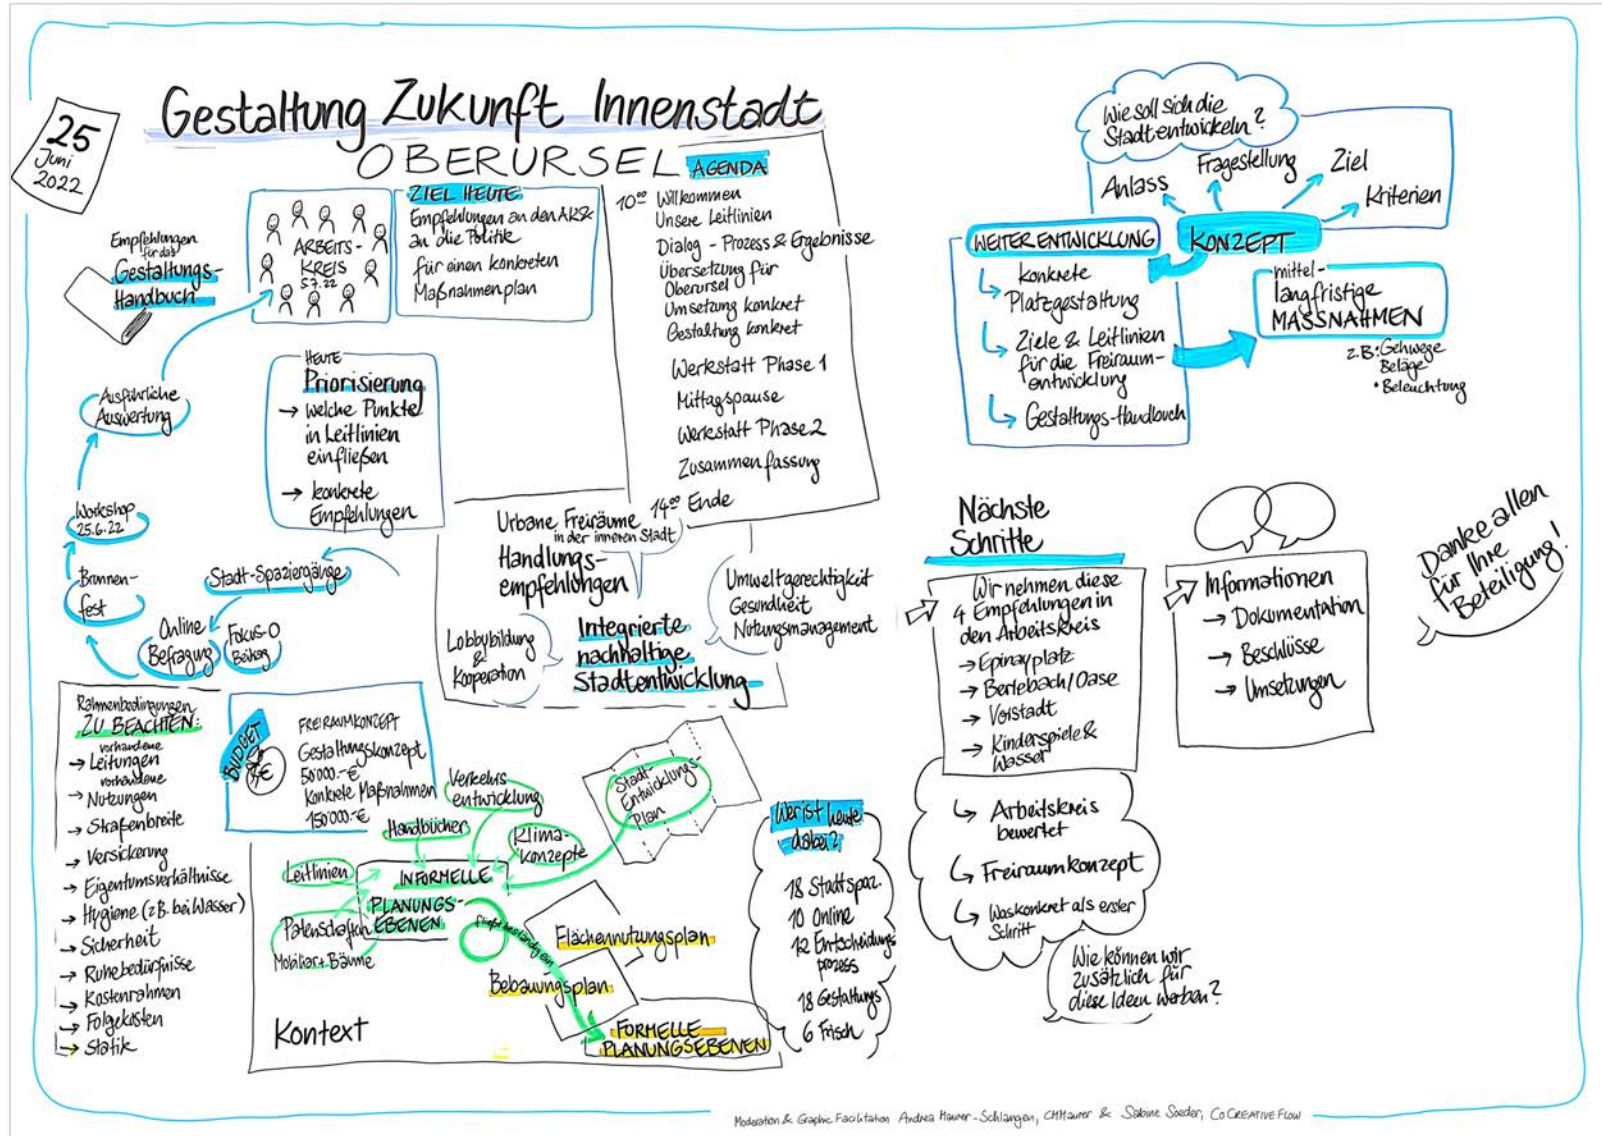 25
Juni
2022
Gestaltung Zukunft Innenstadt
OBERURSEL
Empfehlungen
für das
Gestaltungs-
Handbuch
ARBEITS-
KREIS
5.7.22
ZIEL HEUTE
Empfehlungen an den AKSk
an die Politik
für einen konkreten
Maßnahmenplan
AGENDA
10⁰⁰ Willkommen
Unsere Leitlinien
Dialog - Prozess & Ergebnisse
Übersetzung für
Oberursel
Umsetzung konkret
Gestaltung konkret
Werkstatt Phase 1
Mittagspause
Werkstatt Phase 2
Zusammenfassung
14⁰⁰ Ende
HEUTE
Priorisierung
→ welche Punkte
in Leitlinien
einfließen
→ konkrete
Empfehlungen
Ausführliche
Auswertung
Workshop
25.6.22
Brunnen-
fest
Stadt-Spaziergänge
Online
Befragung
Fokus-O
Beitrag
Urbane Freiräume
in der inneren Stadt
Handlungs-
empfehlungen
Umweltgerechtigkeit
Gesundheit
Nutzungsmanagement
Lobbybildung
&
Kooperation
Integrierte
nachhaltige
Stadtentwicklung
Rahmenbedingungen
ZU BEACHTEN:
vorhandene
→ Leitungen
vorhandene
→ Nutzungen
→ Straßenbreite
→ Versickerung
→ Eigentumsverhältnisse
→ Hygiene (z.B. bei Wasser)
→ Sicherheit
→ Ruhebedürfnisse
→ Kostenrahmen
→ Folgekosten
→ Statik
BUDGET
€
FREIRAUMKONZEPT
Gestaltungskonzept
50'000.-€
Konkrete Maßnahmen
150'000.-€
Verkehrs
entwicklung
Handbücher
Klima-
Konzepte
Leitlinien
Patenschaften
Mobiliar + Bäume
INFORMELLE
PLANUNGS-
EBENEN
Stadt-
Entwicklungs-
Plan
fließt beständig ein
Flächennutzungsplan
Bebauungsplan
FORMELLE
PLANUNGSEBENEN
Kontext
Wer ist heute
dabei?
18 Stadtspaz.
10 Online
12 Entscheidungs
prozess
18 Gestaltungs
6 Frisch
Wie soll sich die
Stadt entwickeln?
Anlass
Fragestellung
Ziel
Kriterien
WEITERENTWICKLUNG
KONZEPT
konkrete
Platzgestaltung
Ziele & Leitlinien
für die Freiraum-
entwicklung
Gestaltungs-Handbuch
mittel-
langfristige
MASSNAHMEN
z.B. • Gehwege
Beläge
• Beleuchtung
Nächste
Schritte
Wir nehmen diese
4 Empfehlungen in
den Arbeitskreis
→ Epinayplatz
→ Berlebach/Oase
→ Vorstadt
→ Kinderspiele &
Wasser
Arbeitskreis
bewertet
Freiraumkonzept
Was konkret als erster
Schritt
Wie können wir
zusätzlich für
diese Ideen werben?
Informationen
→ Dokumentation
→ Beschlüsse
→ Umsetzungen
Danke allen
für Ihre
Beteiligung!
Moderation & Graphic Facilitation Andrea Maurer-Schlangen, CMMaurer & Sabine Soeder, CoCreativeFlow